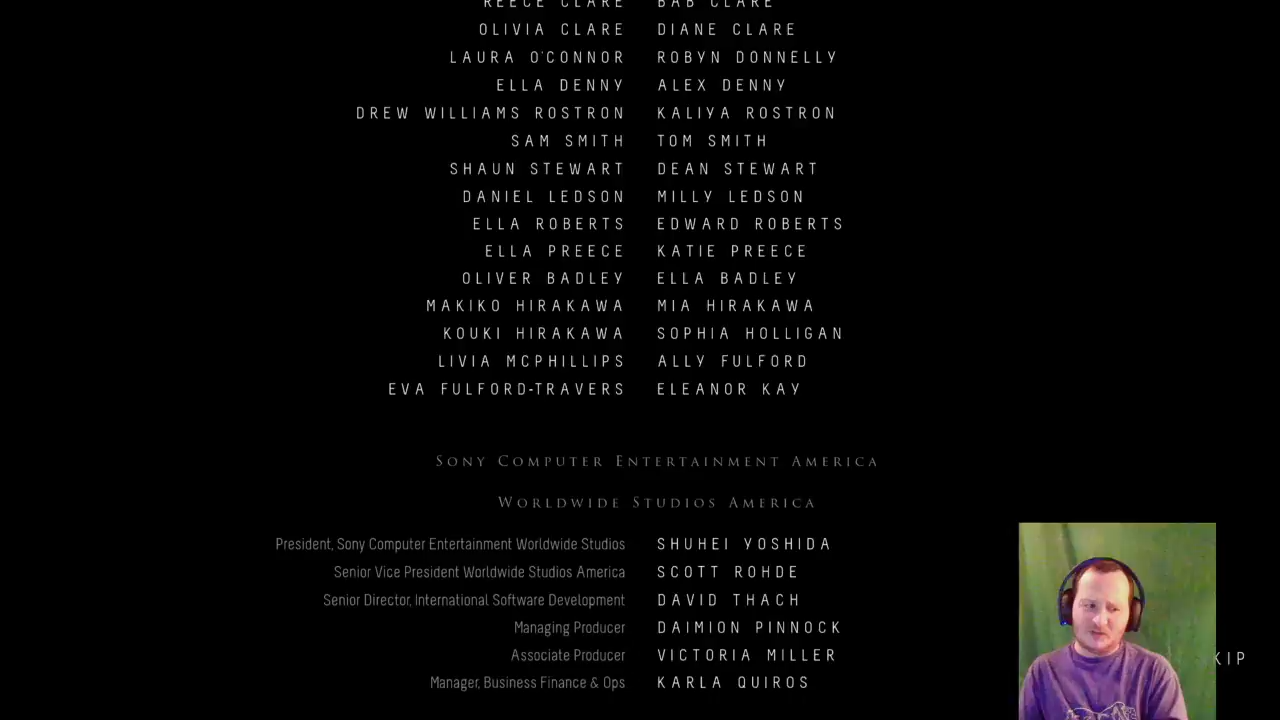 REECE CLARE BAB CLARE
OLIVIA CLARE DIANE CLARE
LAURA O'CONNOR ROBYN DONNELLY
ELLA DENNY ALEX DENNY
DREW WILLIAMS ROSTRON KALIYA ROSTRON
SAM SMITH TOM SMITH
SHAUN STEWART DEAN STEWART
DANIEL LEDSON MILLY LEDSON
ELLA ROBERTS EDWARD ROBERTS
ELLA PREECE KATIE PREECE
OLIVER BADLEY ELLA BADLEY
MAKIKO HIRAKAWA MIA HIRAKAWA
KOUKI HIRAKAWA SOPHIA HOLLIGAN
LIVIA MCPHILLIPS ALLY FULFORD
EVA FULFORD-TRAVERS ELEANOR KAY
SONY COMPUTER ENTERTAINMENT AMERICA
WORLDWIDE STUDIOS AMERICA
President, Sony Computer Entertainment Worldwide Studios SHUHEI YOSHIDA
Senior Vice President Worldwide Studios America SCOTT ROHDE
Senior Director, International Software Development DAVID THACH
Managing Producer DAIMION PINNOCK
Associate Producer VICTORIA MILLER
KIP
Manager, Business Finance & Ops KARLA QUIROS